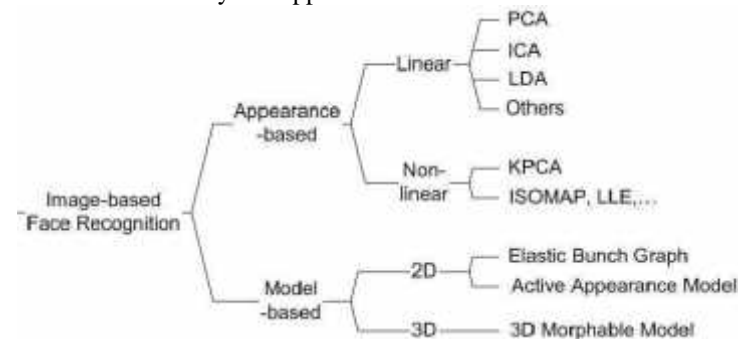 PCA
ICA
Linear
LDA
Others
Appearance
-based
Non-
linear
KPCA
ISOMAP, LLE,...
Image-based
Face Recognition
Elastic Bunch Graph
2D
Active Appearance Model
Model
-based
3D
3D Morphable Model